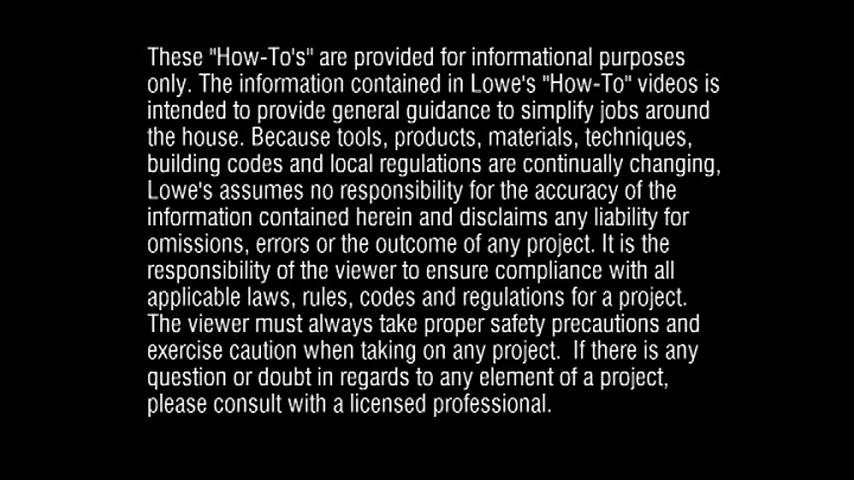 These "How-To's" are provided for informational purposes
only. The information contained in Lowe's "How-To" videos is
intended to provide general guidance to simplify jobs around
the house. Because tools, products, materials, techniques,
building codes and local regulations are continually changing,
Lowe's assumes no responsibility for the accuracy of the
information contained herein and disclaims any liability for
omissions, errors or the outcome of any project. It is the
responsibility of the viewer to ensure compliance with all
applicable laws, rules, codes and regulations for a project.
The viewer must always take proper safety precautions and
exercise caution when taking on any project.  If there is any
question or doubt in regards to any element of a project,
please consult with a licensed professional.